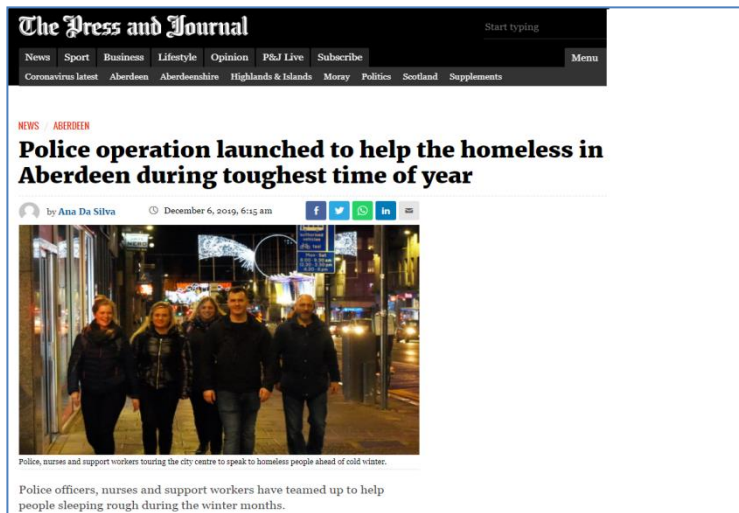 The Press and Journal
Start typing
News Sport Business Lifestyle Opinion P&J Live Subscribe
Menu
Coronavirus latest Aberdeen Aberdeenshire Highlands & Islands Moray Politics Scotland Supplements
NEWS / ABERDEEN
Police operation launched to help the homeless in
Aberdeen during toughest time of year
by Ana Da Silva
December 6, 2019, 6:15 am
Police, nurses and support workers touring the city centre to speak to homeless people ahead of cold winter.
Police officers, nurses and support workers have teamed up to help
people sleeping rough during the winter months.